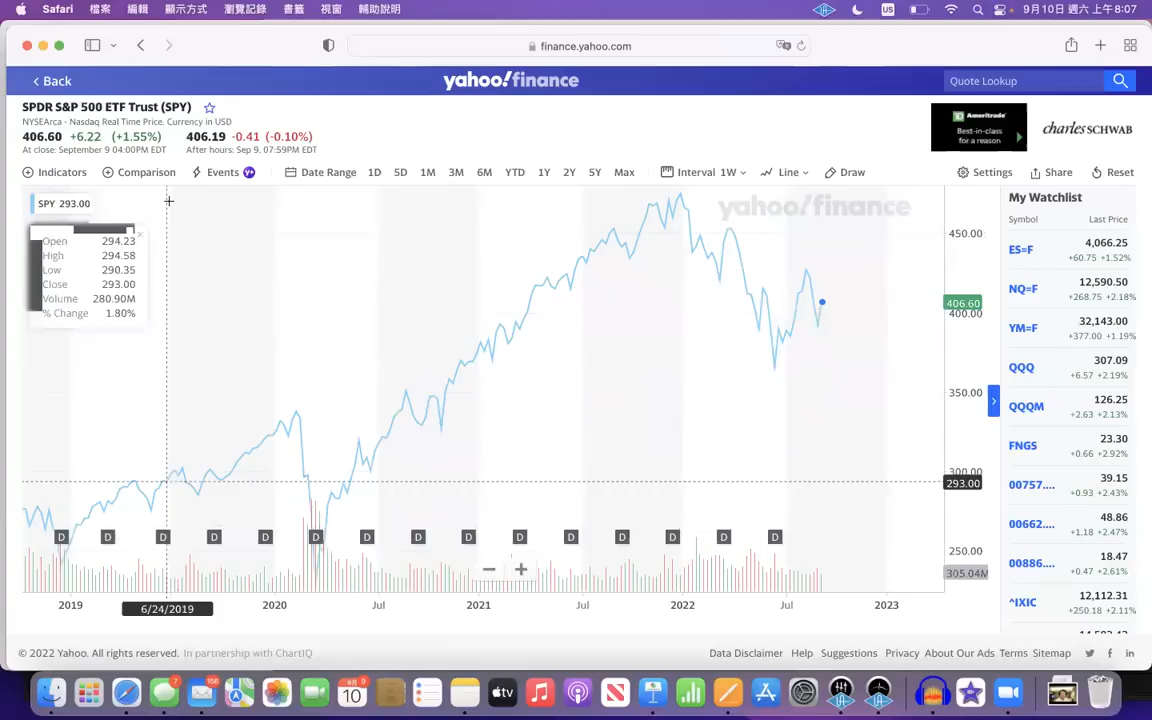 Safari 檔案 編輯 顯示方式 瀏覽記錄 書籤 視窗 輔助說明 US 9月10日 週六 上午8:07
finance.yahoo.com
Back yahoo!finance Quote Lookup
SPDR S&P 500 ETF Trust (SPY)
NYSEArca - Nasdaq Real Time Price. Currency in USD
406.60 +6.22 (+1.55%) 406.19 -0.41 (-0.10%)
At close: September 9 04:00PM EDT After hours: Sep 9, 07:59PM EDT
Ameritrade
Best-in-class
for a reason
charles SCHWAB
Indicators Comparison Events Y+ Date Range 1D 5D 1M 3M 6M YTD 1Y 2Y 5Y Max Interval 1W Line Draw Settings Share Reset
SPY 293.00
yahoo!finance
Open 294.23
High 294.58
Low 290.35
Close 293.00
Volume 280.90M
% Change 1.80%
450.00
406.60
400.00
350.00
300.00
293.00
250.00
305.04M
D D D D D D D D D D D D D D D
2019 6/24/2019 2020 Jul 2021 Jul 2022 Jul 2023
My Watchlist
Symbol Last Price
ES=F 4,066.25
+60.75 +1.52%
NQ=F 12,590.50
+268.75 +2.18%
YM=F 32,143.00
+377.00 +1.19%
QQQ 307.09
+6.57 +2.19%
QQQM 126.25
+2.63 +2.13%
FNGS 23.30
+0.66 +2.92%
00757.... 39.15
+0.93 +2.43%
00662.... 48.86
+1.18 +2.47%
00886.... 18.47
+0.47 +2.61%
^IXIC 12,112.31
+250.18 +2.11%
© 2022 Yahoo. All rights reserved. In partnership with ChartIQ Data Disclaimer Help Suggestions Privacy About Our Ads Terms Sitemap
7 156 9月 10 9 tv